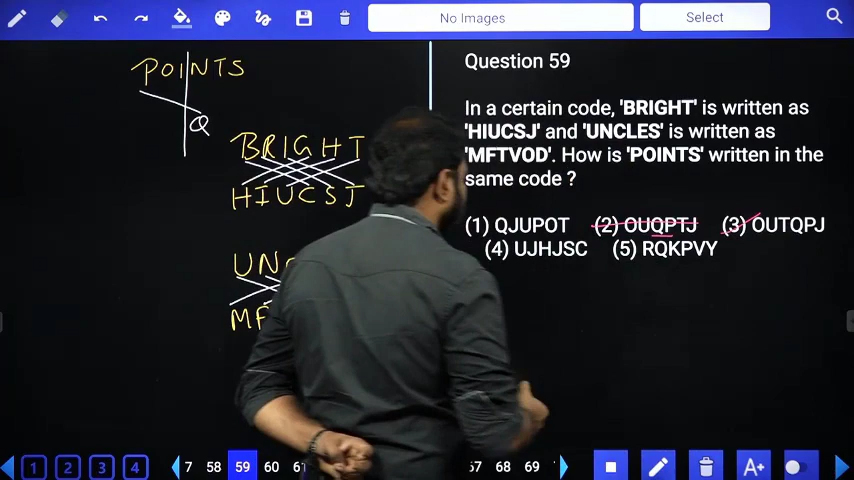 No Images
Select
Question 59
In a certain code, 'BRIGHT' is written as
'HIUCSJ' and 'UNCLES' is written as
'MFTVOD'. How is 'POINTS' written in the
same code ?
(1) QJUPOT (2) OUQPTJ (3) OUTQPJ
(4) UJHJSC (5) RQKPVY
POINTS
Q
BRIGHT
HIUCSJ
UN
MF
1 2 3 4
7 58 59 60 61
67 68 69
A+